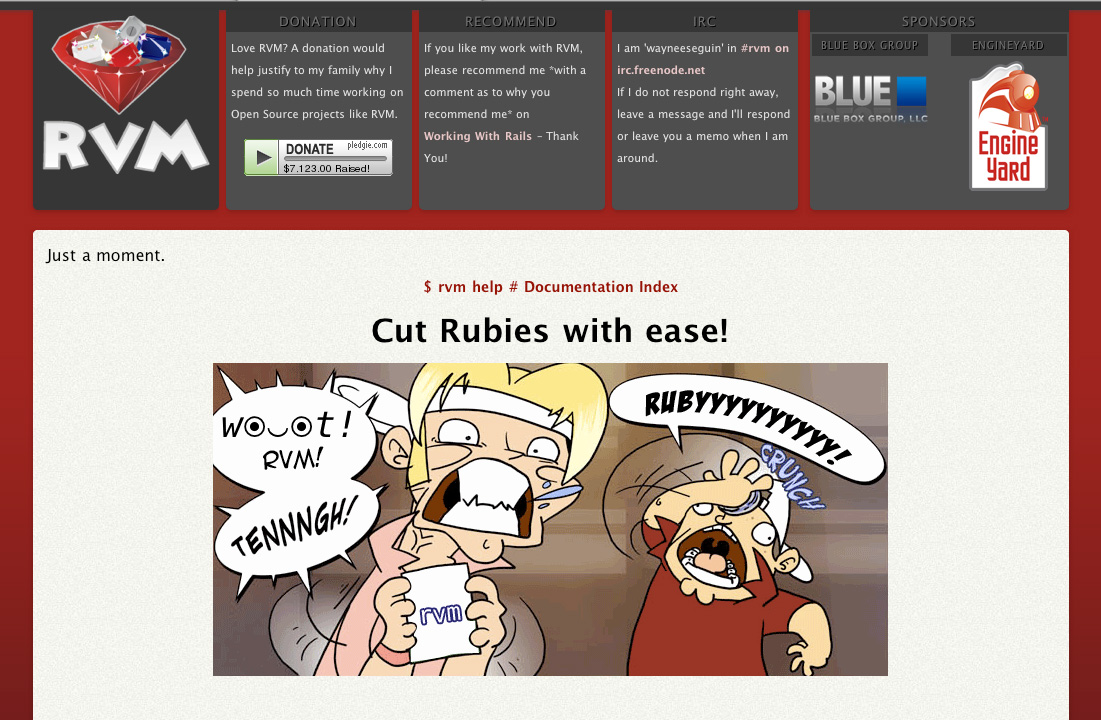 RVM
DONATION
Love RVM? A donation would
help justify to my family why I
spend so much time working on
Open Source projects like RVM.
DONATE
pledgie.com
$7,123.00 Raised!
RECOMMEND
If you like my work with RVM,
please recommend me *with a
comment as to why you
recommend me* on
Working With Rails – Thank
You!
IRC
I am 'wayneeseguin' in #rvm on
irc.freenode.net
If I do not respond right away,
leave a message and I'll respond
or leave you a memo when I am
around.
SPONSORS
BLUE BOX GROUP
BLUE
BLUE BOX GROUP, LLC
ENGINEYARD
Engine
Yard
Just a moment.
$ rvm help # Documentation Index
Cut Rubies with ease!
w⊙◡⊙t!
RVM!
TENNNGH!
rvm
RUBYYYYYYYYYY!
CRUNCH